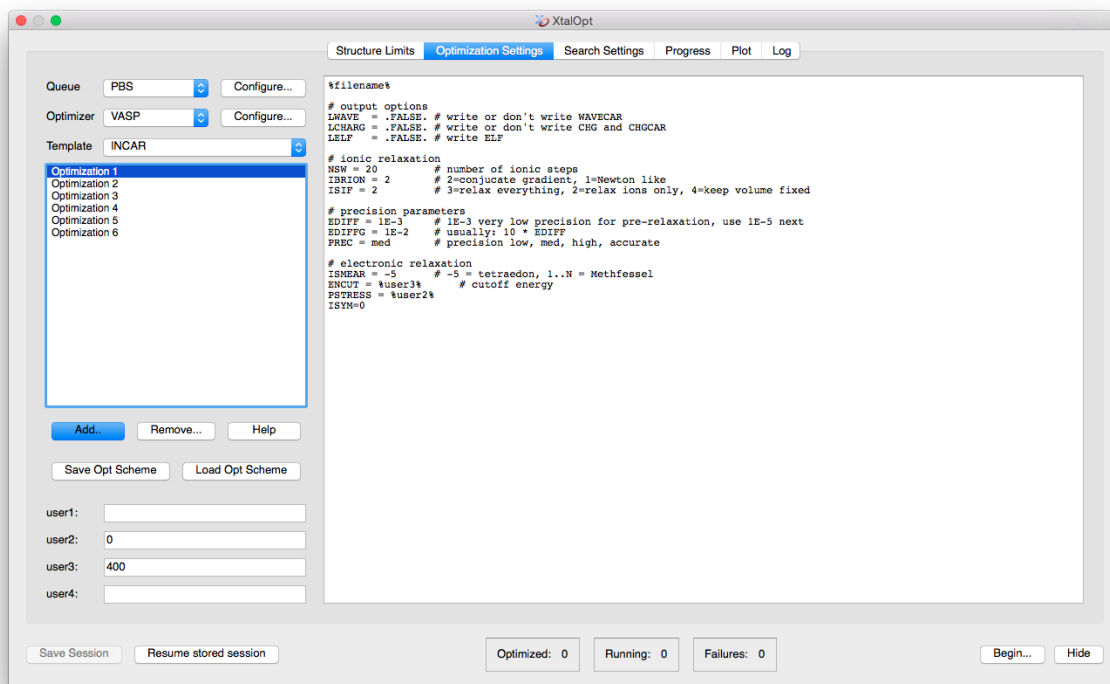 XtalOpt
Structure Limits Optimization Settings Search Settings Progress Plot Log
Queue PBS Configure...
Optimizer VASP Configure...
Template INCAR
Optimization 1
Optimization 2
Optimization 3
Optimization 4
Optimization 5
Optimization 6
Add.. Remove... Help
Save Opt Scheme Load Opt Scheme
user1:
user2: 0
user3: 400
user4:
%filename%
# output options
LWAVE = .FALSE. # write or don't write WAVECAR
LCHARG = .FALSE. # write or don't write CHG and CHGCAR
LELF = .FALSE. # write ELF
# ionic relaxation
NSW = 20 # number of ionic steps
IBRION = 2 # 2=conjucate gradient, 1=Newton like
ISIF = 2 # 3=relax everything, 2=relax ions only, 4=keep volume fixed
# precision parameters
EDIFF = 1E-3 # 1E-3 very low precision for pre-relaxation, use 1E-5 next
EDIFFG = 1E-2 # usually: 10 * EDIFF
PREC = med # precision low, med, high, accurate
# electronic relaxation
ISMEAR = -5 # -5 = tetraedon, 1..N = Methfessel
ENCUT = %user3% # cutoff energy
PSTRESS = %user2%
ISYM=0
Save Session Resume stored session Optimized: 0 Running: 0 Failures: 0 Begin... Hide